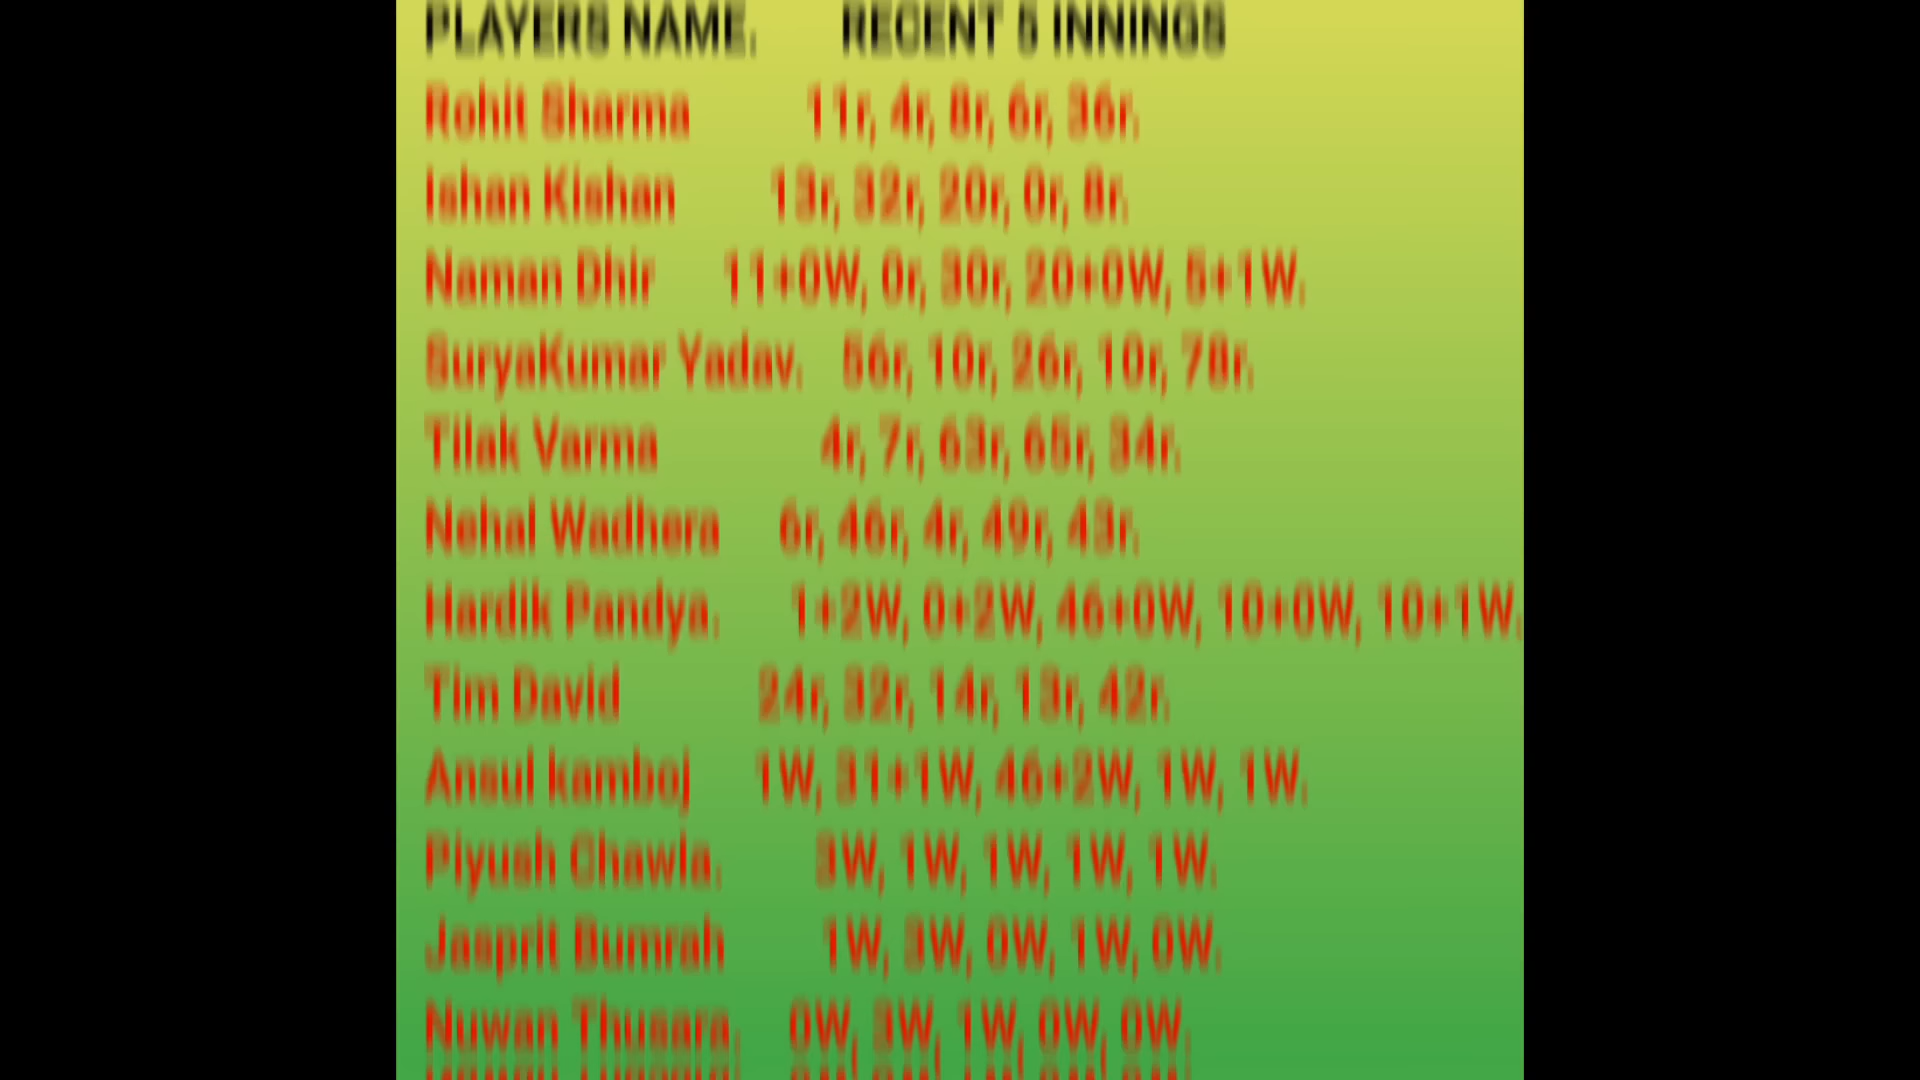 PLAYERS NAME. RECENT 5 INNINGS
Rohit Sharma 11r, 4r, 8r, 6r, 36r.
Ishan Kishan 13r, 32r, 20r, 0r, 8r.
Naman Dhir 11+0W, 0r, 30r, 20+0W, 5+1W.
SuryaKumar Yadav. 56r, 10r, 26r, 10r, 78r.
Tilak Varma 4r, 7r, 63r, 65r, 34r.
Nehal Wadhera 6r, 46r, 4r, 49r, 43r.
Hardik Pandya. 1+2W, 0+2W, 46+0W, 10+0W, 10+1W.
Tim David 24r, 32r, 14r, 13r, 42r.
Ansul kamboj 1W, 31+1W, 46+2W, 1W, 1W.
Piyush Chawla. 3W, 1W, 1W, 1W, 1W.
Jasprit Bumrah 1W, 3W, 0W, 1W, 0W.
Nuwan Thusara. 0W, 3W, 1W, 0W, 0W.